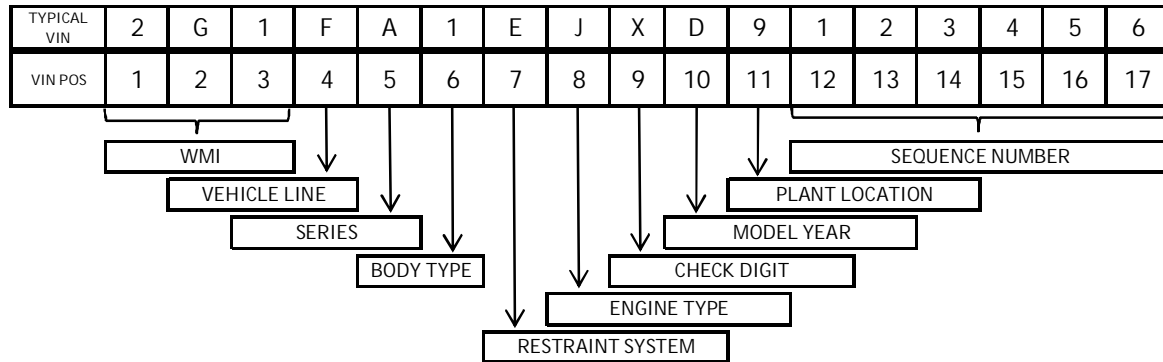 TYPICAL VIN 2 G 1 F A 1 E J X D 9 1 2 3 4 5 6
VIN POS 1 2 3 4 5 6 7 8 9 10 11 12 13 14 15 16 17
WMI SEQUENCE NUMBER
VEHICLE LINE PLANT LOCATION
SERIES MODEL YEAR
BODY TYPE CHECK DIGIT
ENGINE TYPE
RESTRAINT SYSTEM